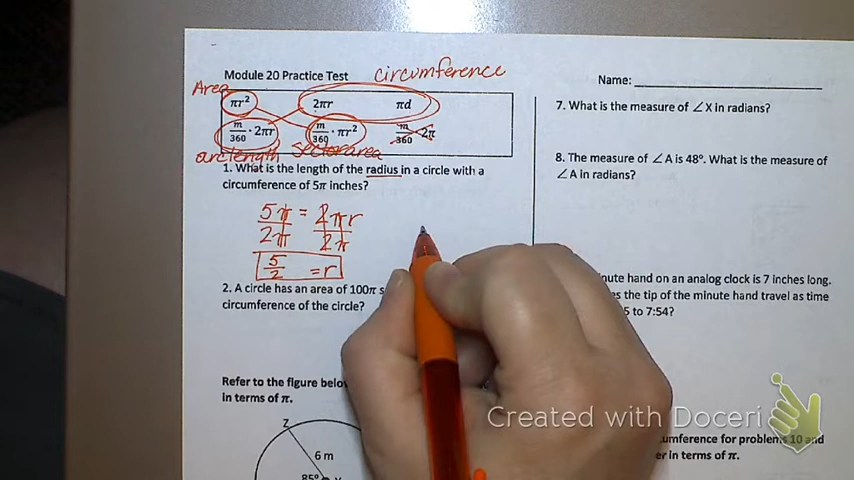 Module 20 Practice Test
circumference
Name:
Area
πr² 2πr πd
m/360 · 2πr m/360 · πr² m/360 · 2π
arc length sector area
1. What is the length of the radius in a circle with a
circumference of 5π inches?
5π/2π = 2πr/2π
5/2 = r
2. A circle has an area of 100π s
circumference of the circle?
Refer to the figure below
in terms of π.
Z
6 m
85°
7. What is the measure of ∠X in radians?
8. The measure of ∠A is 48°. What is the measure of
∠A in radians?
nute hand on an analog clock is 7 inches long.
es the tip of the minute hand travel as time
5 to 7:54?
Created with Doceri
umference for problems 10 and
er in terms of π.